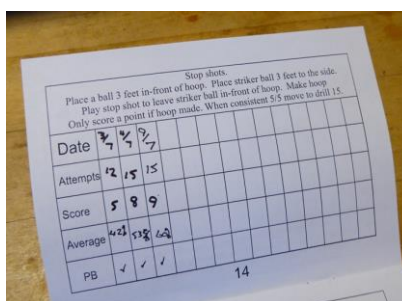 Stop shots.
Place a ball 3 feet in-front of hoop. Place striker ball 3 feet to the side.
Play stop shot to leave striker ball in-front of hoop. Make hoop
Only score a point if hoop made. When consistent 5/5 move to drill 15.
Date 3/7 4/7 9/7
Attempts 12 15 15
Score 5 8 9
Average 42% 53%
PB ✓ ✓ ✓
14